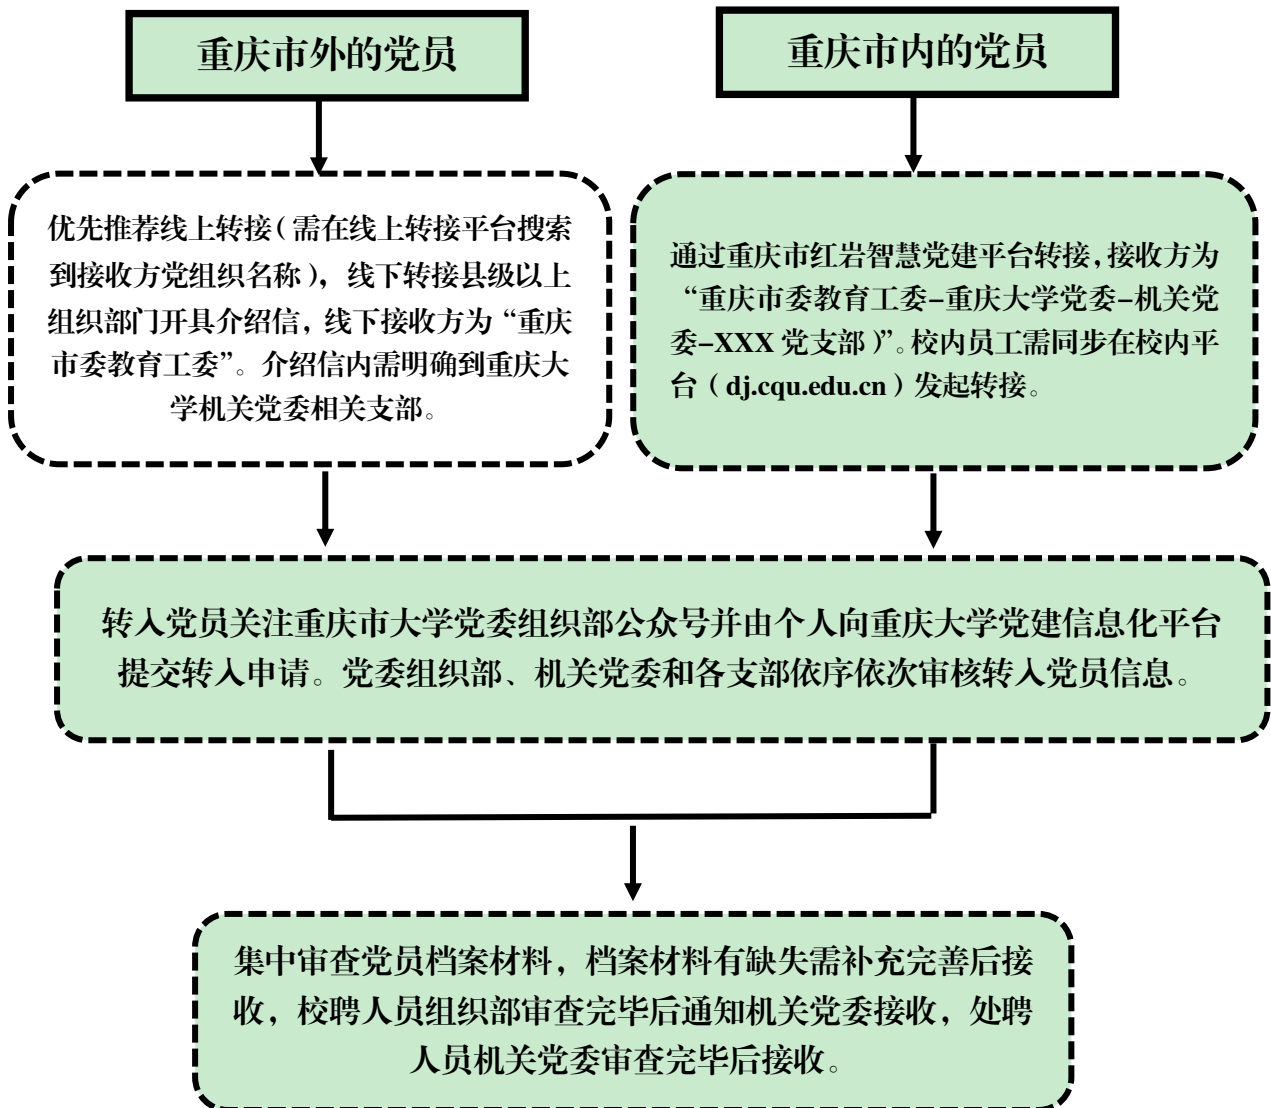 重庆市外的党员
重庆市内的党员
优先推荐线上转接（需在线上转接平台搜索
到接收方党组织名称），线下转接县级以上
组织部门开具介绍信，线下接收方为“重庆
市委教育工委”。介绍信内需明确到重庆大
学机关党委相关支部。
通过重庆市红岩智慧党建平台转接，接收方为
“重庆市委教育工委-重庆大学党委-机关党
委-XXX 党支部）”。校内员工需同步在校内平
台（dj.cqu.edu.cn）发起转接。
转入党员关注重庆市大学党委组织部公众号并由个人向重庆大学党建信息化平台
提交转入申请。党委组织部、机关党委和各支部依序依次审核转入党员信息。
集中审查党员档案材料，档案材料有缺失需补充完善后接
收，校聘人员组织部审查完毕后通知机关党委接收，处聘
人员机关党委审查完毕后接收。